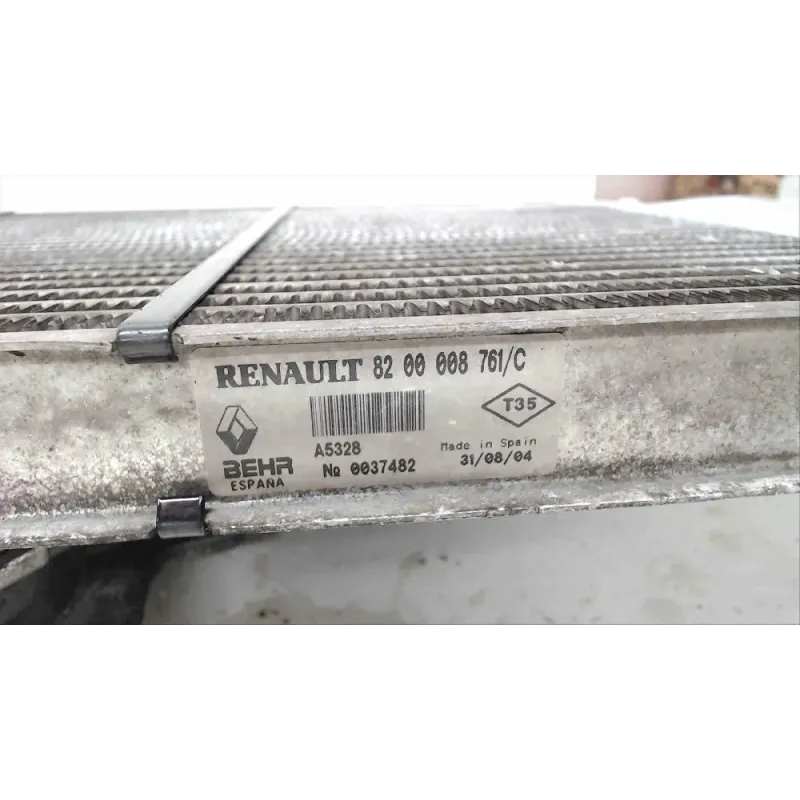 RENAULT 82 00 008 761/C
T35
A5328
Made in Spain
BEHR
№ 0037482
31/08/04
ESPAÑA